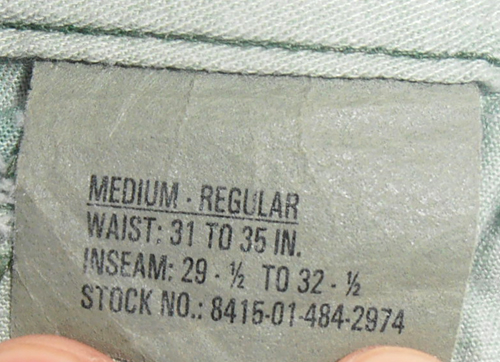 MEDIUM - REGULAR
WAIST: 31 TO 35 IN.
INSEAM: 29 - ½ TO 32 - ½
STOCK NO.: 8415-01-484-2974